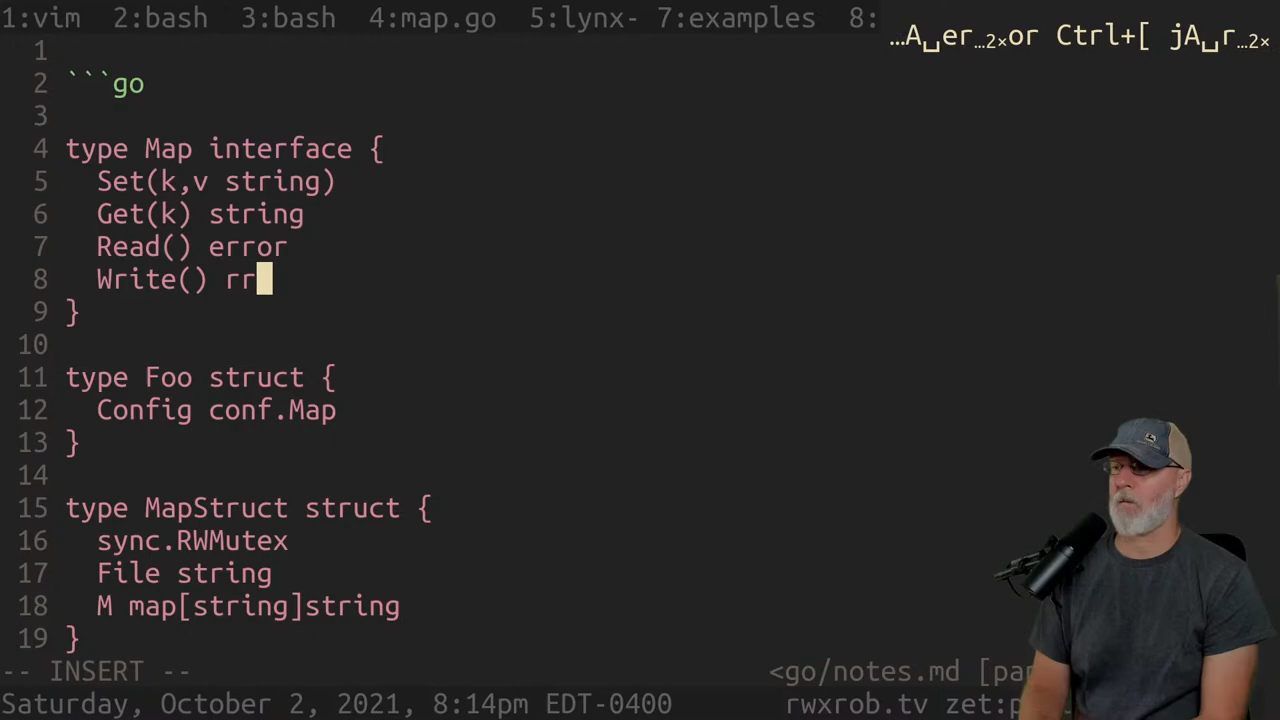 1:vim 2:bash 3:bash 4:map.go 5:lynx- 7:examples 8:
…A␣er…2×or Ctrl+[ jA␣r…2×
1
2 ```go
3
4 type Map interface {
5 Set(k,v string)
6 Get(k) string
7 Read() error
8 Write() rr
9 }
10
11 type Foo struct {
12 Config conf.Map
13 }
14
15 type MapStruct struct {
16 sync.RWMutex
17 File string
18 M map[string]string
19 }
-- INSERT -- <go/notes.md [pa
Saturday, October 2, 2021, 8:14pm EDT-0400 rwxrob.tv zet:p